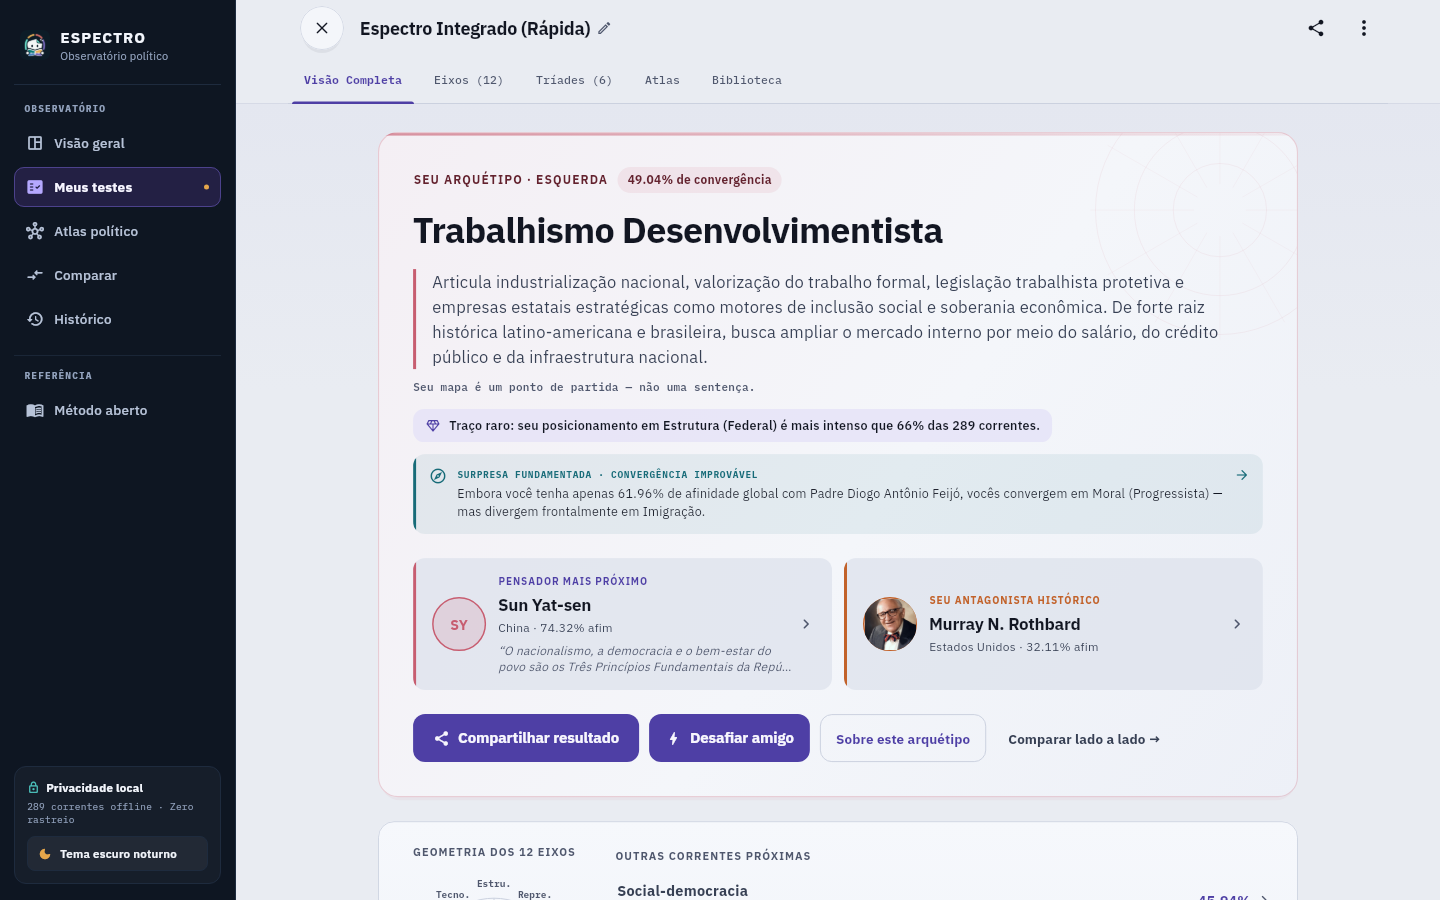 ESPECTRO
Observatório político
OBSERVATÓRIO
Visão geral
Meus testes
Atlas político
Comparar
Histórico
REFERÊNCIA
Método aberto
Privacidade local
289 correntes offline · Zero
rastreio
Tema escuro noturno
Espectro Integrado (Rápida)
Visão Completa
Eixos (12)
Tríades (6)
Atlas
Biblioteca
SEU ARQUÉTIPO · ESQUERDA
49.04% de convergência
Trabalhismo Desenvolvimentista
Articula industrialização nacional, valorização do trabalho formal, legislação trabalhista protetiva e
empresas estatais estratégicas como motores de inclusão social e soberania econômica. De forte raiz
histórica latino-americana e brasileira, busca ampliar o mercado interno por meio do salário, do crédito
público e da infraestrutura nacional.
Seu mapa é um ponto de partida — não uma sentença.
Traço raro: seu posicionamento em Estrutura (Federal) é mais intenso que 66% das 289 correntes.
SURPRESA FUNDAMENTADA · CONVERGÊNCIA IMPROVÁVEL
Embora você tenha apenas 61.96% de afinidade global com Padre Diogo Antônio Feijó, vocês convergem em Moral (Progressista) —
mas divergem frontalmente em Imigração.
SY
PENSADOR MAIS PRÓXIMO
Sun Yat-sen
China · 74.32% afim
“O nacionalismo, a democracia e o bem-estar do
povo são os Três Princípios Fundamentais da Repú...
SEU ANTAGONISTA HISTÓRICO
Murray N. Rothbard
Estados Unidos · 32.11% afim
Compartilhar resultado
Desafiar amigo
Sobre este arquétipo
Comparar lado a lado →
GEOMETRIA DOS 12 EIXOS
Estru.
Tecno.
Repre.
OUTRAS CORRENTES PRÓXIMAS
Social-democracia